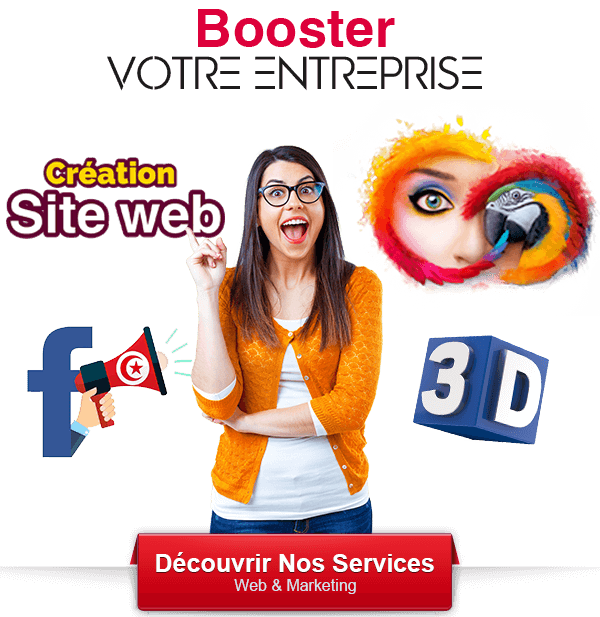 Booster
VOTRE ENTREPRISE
Création
Site web
f
3D
Découvrir Nos Services
Web & Marketing